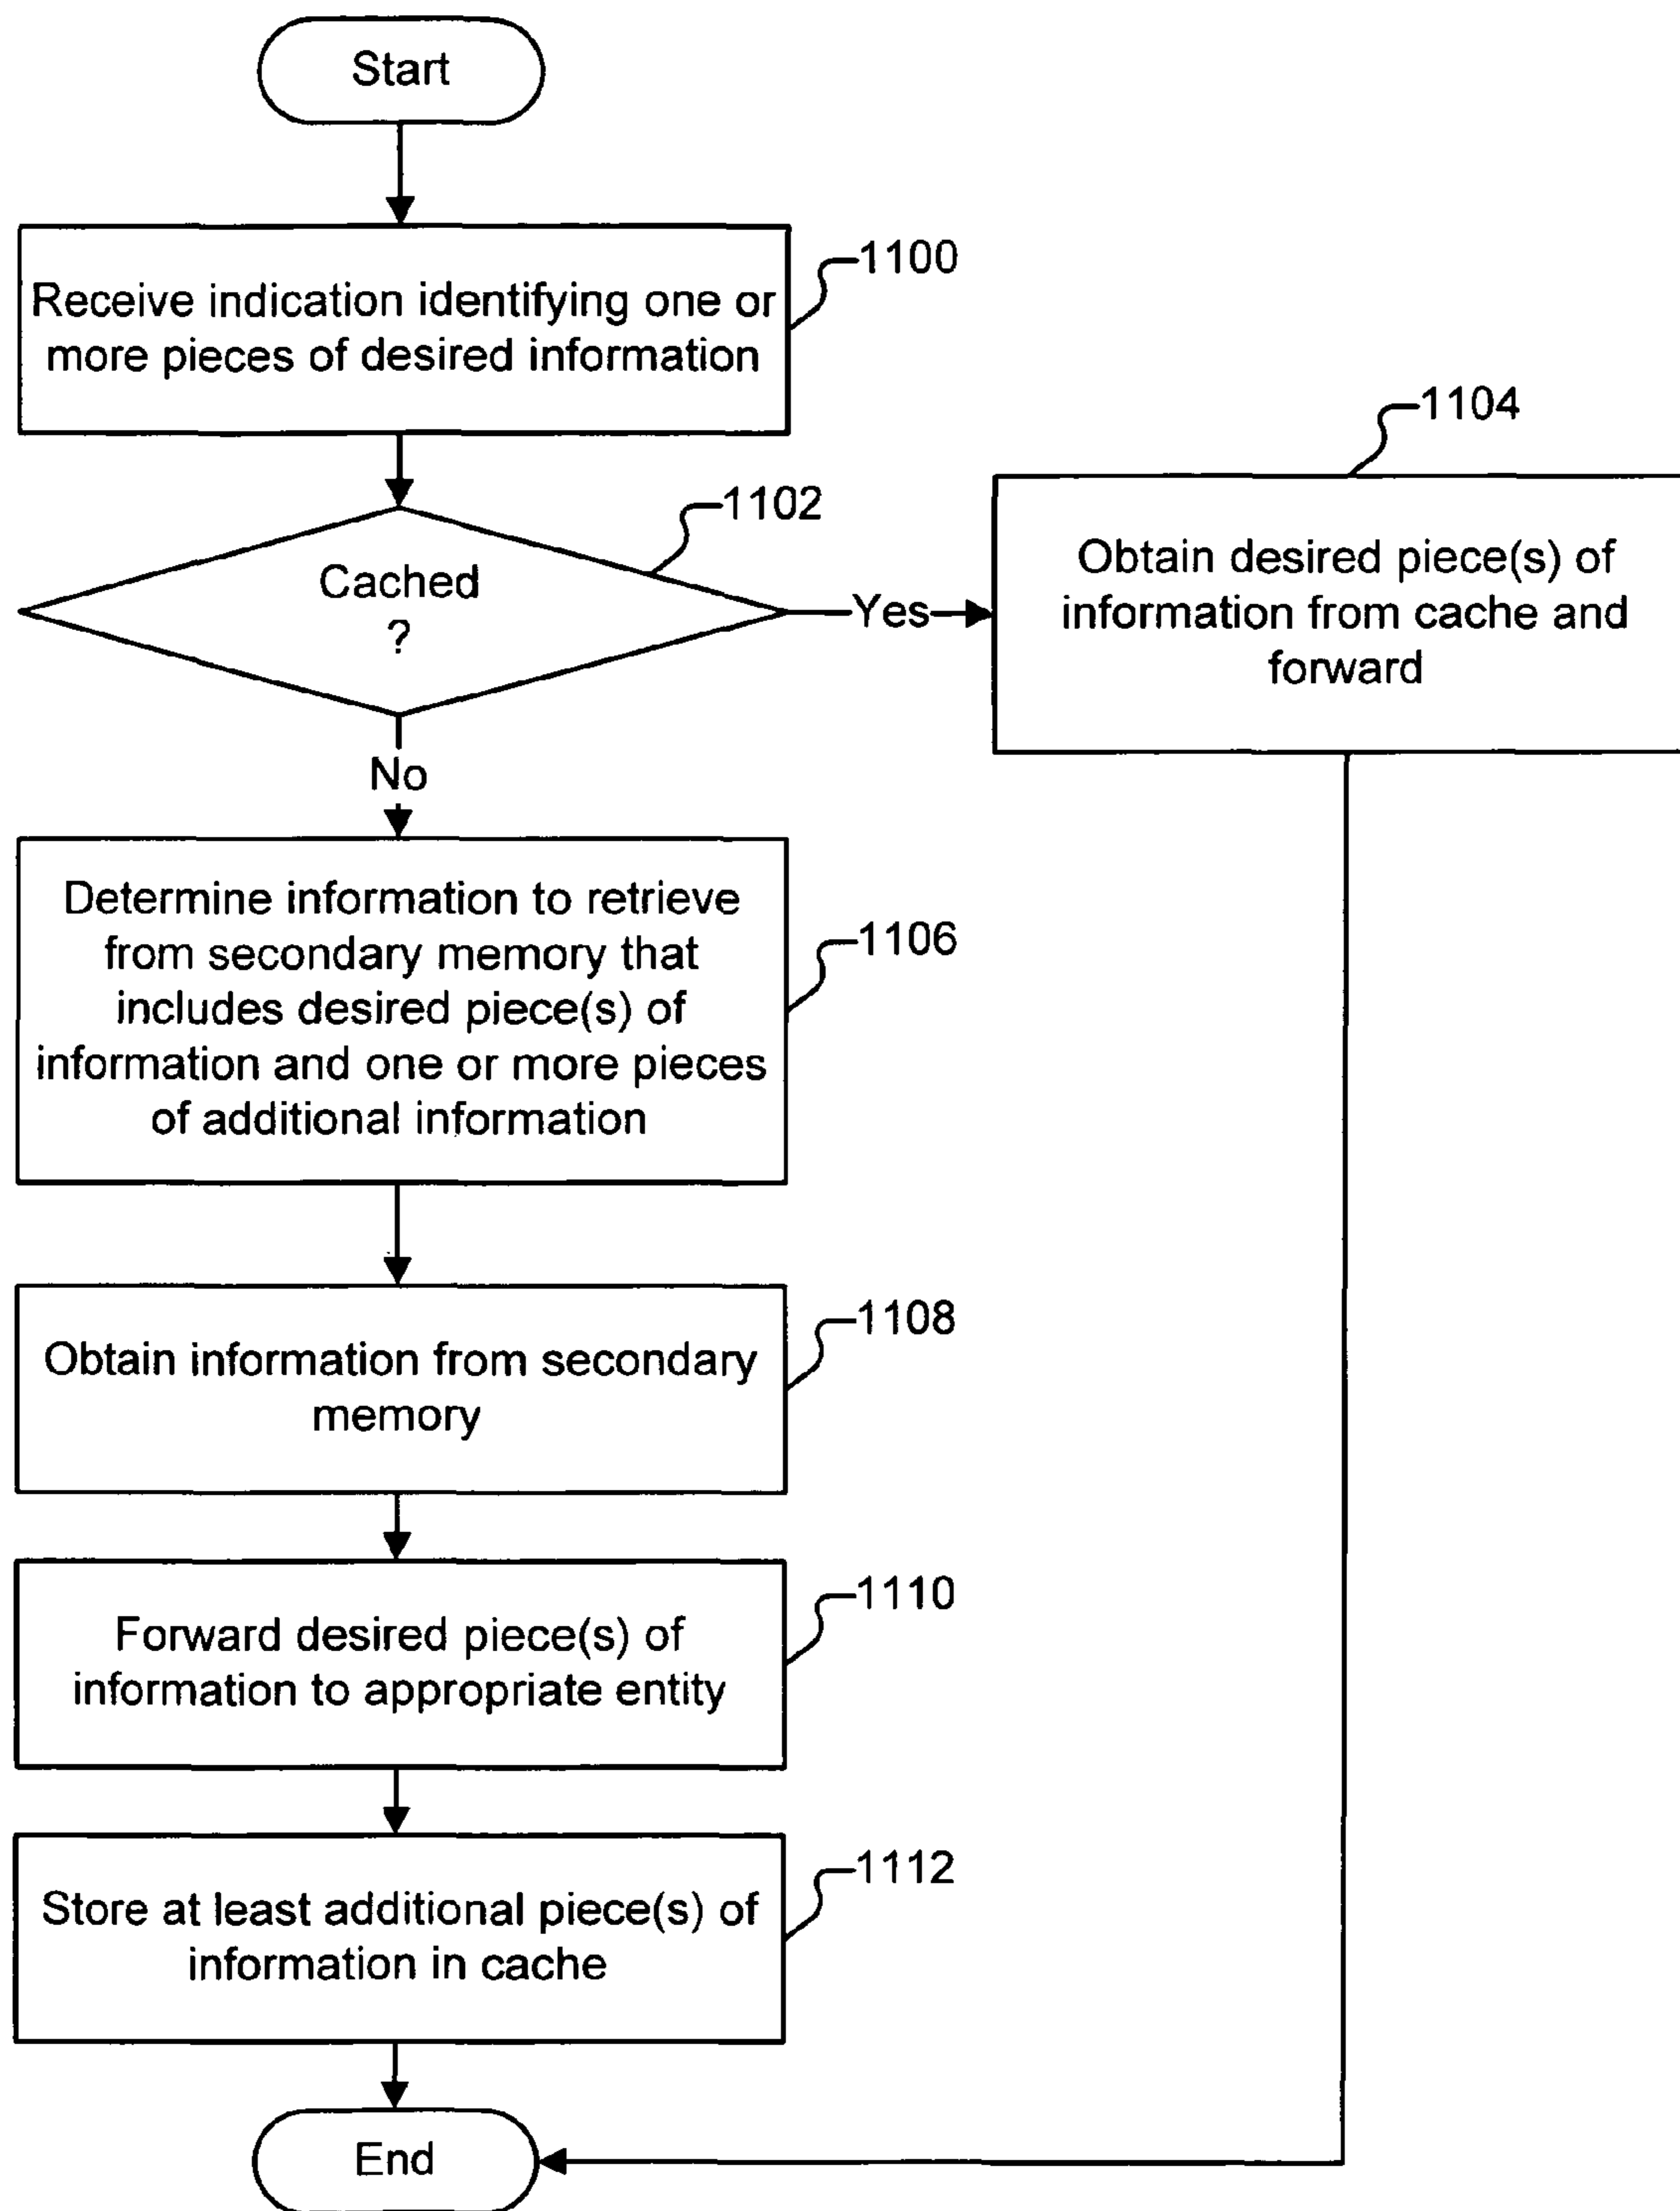 Start
Receive indication identifying one or
more pieces of desired information
1100
Cached
?
1102
Yes
Obtain desired piece(s) of
information from cache and
forward
1104
No
Determine information to retrieve
from secondary memory that
includes desired piece(s) of
information and one or more pieces
of additional information
1106
Obtain information from secondary
memory
1108
Forward desired piece(s) of
information to appropriate entity
1110
Store at least additional piece(s) of
information in cache
1112
End